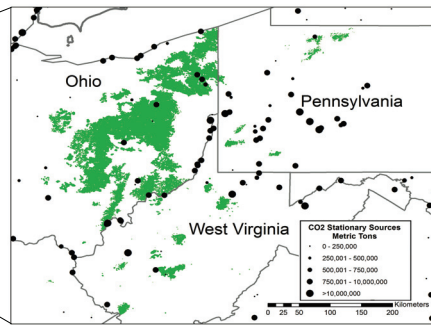 Ohio
Pennsylvania
West Virginia
CO2 Stationary Sources
Metric Tons
0 - 250,000
250,001 - 500,000
500,001 - 750,000
750,001 - 10,000,000
>10,000,000
Kilometers
0 25 50 100 150 200